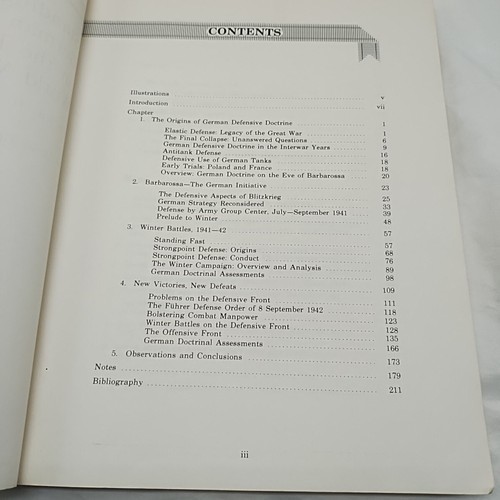 CONTENTS
Illustrations v
Introduction vii
Chapter
1. The Origins of German Defensive Doctrine 1
Elastic Defense: Legacy of the Great War 1
The Final Collapse: Unanswered Questions 6
German Defensive Doctrine in the Interwar Years 9
Antitank Defense 16
Defensive Use of German Tanks 18
Early Trials: Poland and France 18
Overview: German Doctrine on the Eve of Barbarossa 20
2. Barbarossa—The German Initiative 23
The Defensive Aspects of Blitzkrieg 25
German Strategy Reconsidered 33
Defense by Army Group Center, July—September 1941 39
Prelude to Winter 48
3. Winter Battles, 1941—42 57
Standing Fast 57
Strongpoint Defense: Origins 68
Strongpoint Defense: Conduct 76
The Winter Campaign: Overview and Analysis 89
German Doctrinal Assessments 98
4. New Victories, New Defeats 109
Problems on the Defensive Front 111
The Führer Defense Order of 8 September 1942 118
Bolstering Combat Manpower 123
Winter Battles on the Defensive Front 128
The Offensive Front 135
German Doctrinal Assessments 166
5. Observations and Conclusions 173
Notes 179
Bibliography 211
iii